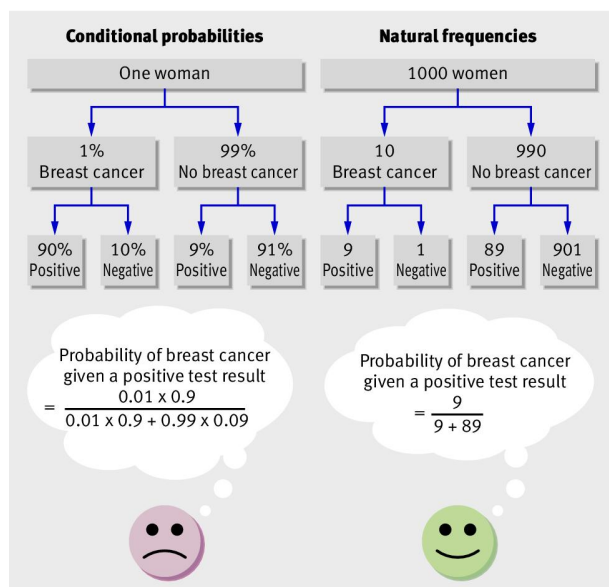 Conditional probabilities
One woman
1%
Breast cancer
99%
No breast cancer
90%
Positive
10%
Negative
9%
Positive
91%
Negative
Probability of breast cancer
given a positive test result
= 0.01 x 0.9
0.01 x 0.9 + 0.99 x 0.09
Natural frequencies
1000 women
10
Breast cancer
990
No breast cancer
9
Positive
1
Negative
89
Positive
901
Negative
Probability of breast cancer
given a positive test result
= 9
9 + 89